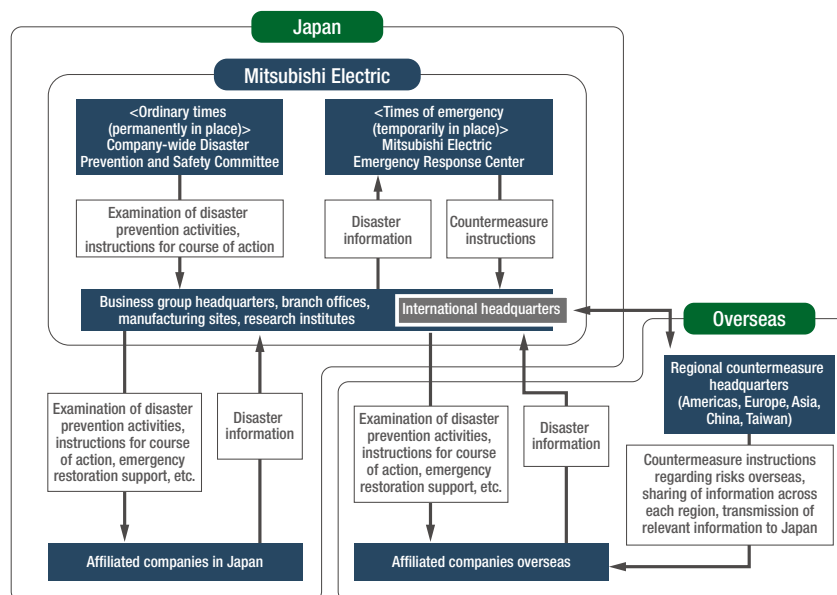 Japan
Mitsubishi Electric
<Ordinary times
(permanently in place)>
Company-wide Disaster
Prevention and Safety Committee
<Times of emergency
(temporarily in place)>
Mitsubishi Electric
Emergency Response Center
Examination of disaster
prevention activities,
instructions for course of action
Disaster
information
Countermeasure
instructions
Business group headquarters, branch offices,
manufacturing sites, research institutes
International headquarters
Overseas
Regional countermeasure
headquarters
(Americas, Europe, Asia,
China, Taiwan)
Examination of disaster
prevention activities,
instructions for course
of action, emergency
restoration support, etc.
Disaster
information
Examination of disaster
prevention activities,
instructions for course
of action, emergency
restoration support, etc.
Disaster
information
Countermeasure instructions
regarding risks overseas,
sharing of information across
each region, transmission of
relevant information to Japan
Affiliated companies in Japan
Affiliated companies overseas